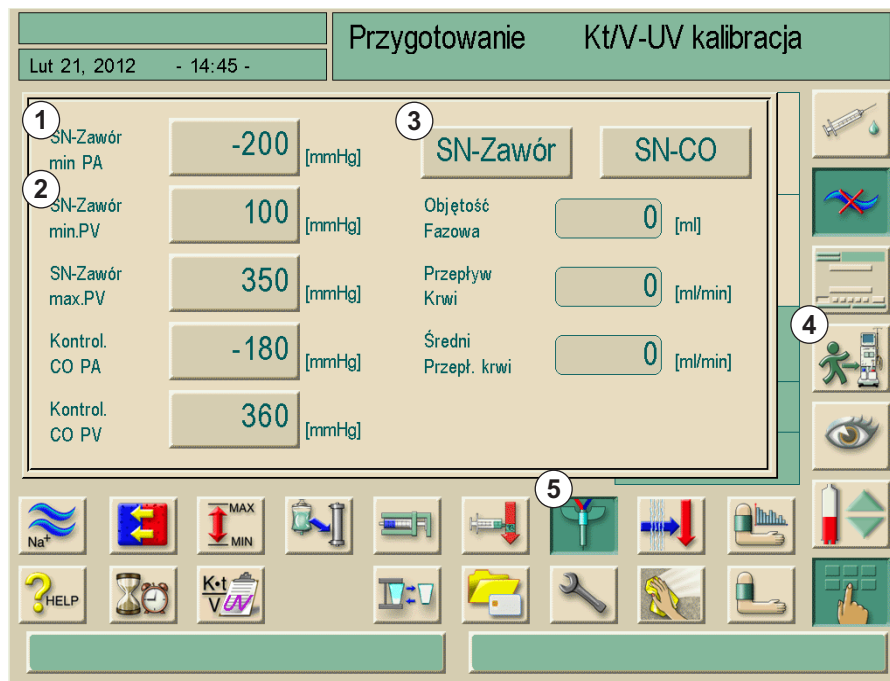 Przygotowanie Kt/V-UV kalibracja
Lut 21, 2012 - 14:45 -
1
SN-Zawór
min PA
-200 [mmHg]
2
SN-Zawór
min.PV
100 [mmHg]
SN-Zawór
max.PV
350 [mmHg]
Kontrol.
CO PA
-180 [mmHg]
Kontrol.
CO PV
360 [mmHg]
3
SN-Zawór SN-CO
Objętość
Fazowa
0 [ml]
Przepływ
Krwi
0 [ml/min]
Średni
Przepł. krwi
0 [ml/min]
4
5
Na+
MAX
MIN
HELP
K•t
V UV